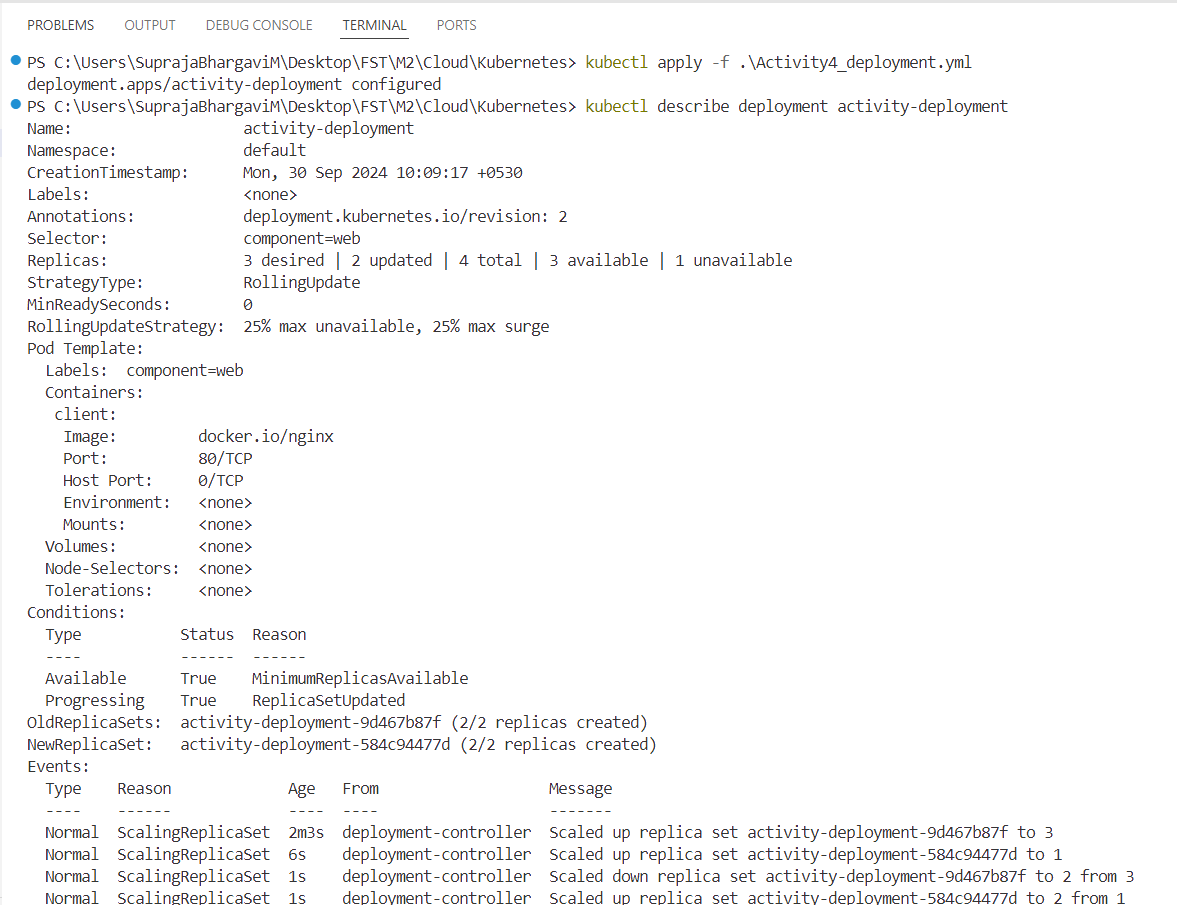 PROBLEMS OUTPUT DEBUG CONSOLE TERMINAL PORTS
PS C:\Users\SuprajaBhargaviM\Desktop\FST\M2\Cloud\Kubernetes> kubectl apply -f .\Activity4_deployment.yml
deployment.apps/activity-deployment configured
PS C:\Users\SuprajaBhargaviM\Desktop\FST\M2\Cloud\Kubernetes> kubectl describe deployment activity-deployment
Name:                   activity-deployment
Namespace:              default
CreationTimestamp:      Mon, 30 Sep 2024 10:09:17 +0530
Labels:                 <none>
Annotations:            deployment.kubernetes.io/revision: 2
Selector:               component=web
Replicas:               3 desired | 2 updated | 4 total | 3 available | 1 unavailable
StrategyType:           RollingUpdate
MinReadySeconds:        0
RollingUpdateStrategy:  25% max unavailable, 25% max surge
Pod Template:
  Labels:  component=web
  Containers:
   client:
    Image:         docker.io/nginx
    Port:          80/TCP
    Host Port:     0/TCP
    Environment:   <none>
    Mounts:        <none>
  Volumes:         <none>
  Node-Selectors:  <none>
  Tolerations:     <none>
Conditions:
  Type           Status  Reason
  ----           ------  ------
  Available      True    MinimumReplicasAvailable
  Progressing    True    ReplicaSetUpdated
OldReplicaSets:  activity-deployment-9d467b87f (2/2 replicas created)
NewReplicaSet:   activity-deployment-584c94477d (2/2 replicas created)
Events:
  Type    Reason             Age   From                   Message
  ----    ------             ----  ----                   -------
  Normal  ScalingReplicaSet  2m3s  deployment-controller  Scaled up replica set activity-deployment-9d467b87f to 3
  Normal  ScalingReplicaSet  6s    deployment-controller  Scaled up replica set activity-deployment-584c94477d to 1
  Normal  ScalingReplicaSet  1s    deployment-controller  Scaled down replica set activity-deployment-9d467b87f to 2 from 3
  Normal  ScalingReplicaSet  1s    deployment-controller  Scaled up replica set activity-deployment-584c94477d to 2 from 1